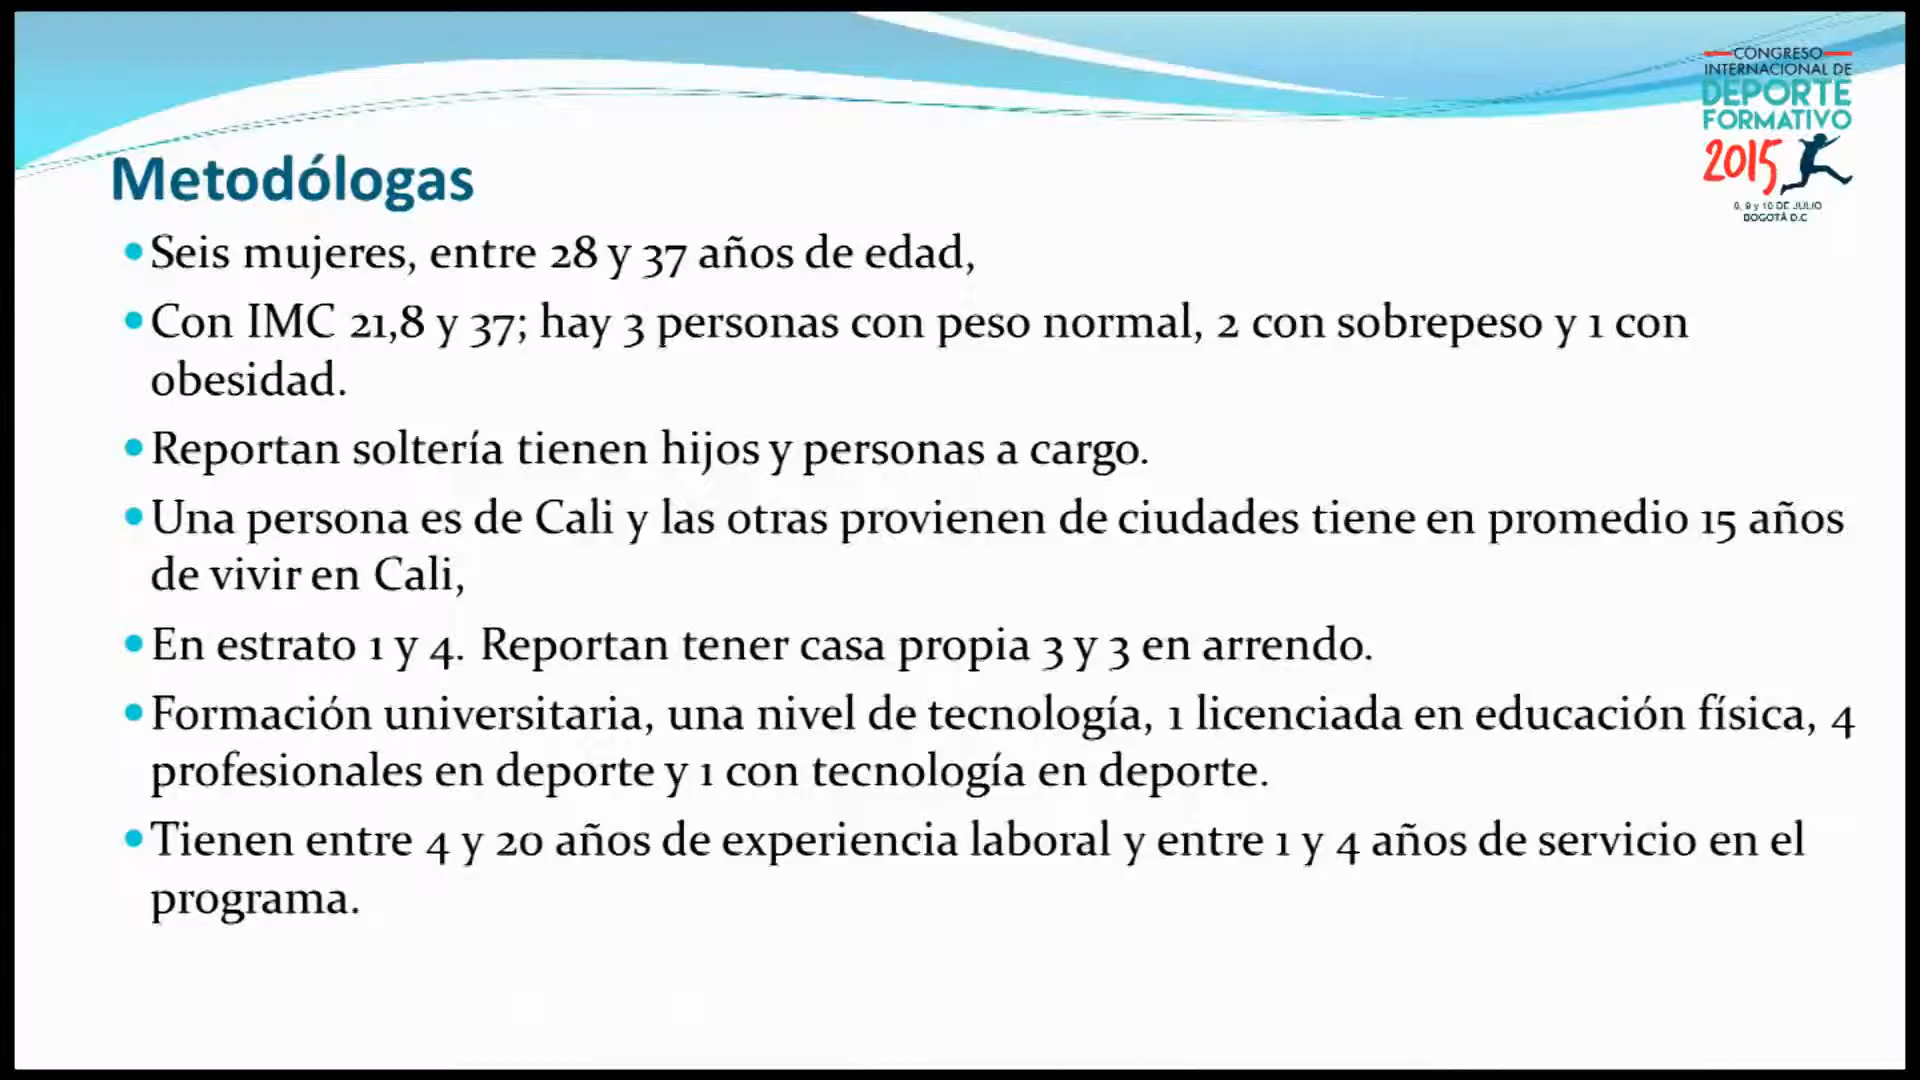 CONGRESO
INTERNACIONAL DE
DEPORTE
FORMATIVO
2015
8, 9 y 10 DE JULIO
BOGOTÁ D.C
Metodólogas
Seis mujeres, entre 28 y 37 años de edad,
Con IMC 21,8 y 37; hay 3 personas con peso normal, 2 con sobrepeso y 1 con
obesidad.
Reportan soltería tienen hijos y personas a cargo.
Una persona es de Cali y las otras provienen de ciudades tiene en promedio 15 años
de vivir en Cali,
En estrato 1 y 4. Reportan tener casa propia 3 y 3 en arrendo.
Formación universitaria, una nivel de tecnología, 1 licenciada en educación física, 4
profesionales en deporte y 1 con tecnología en deporte.
Tienen entre 4 y 20 años de experiencia laboral y entre 1 y 4 años de servicio en el
programa.